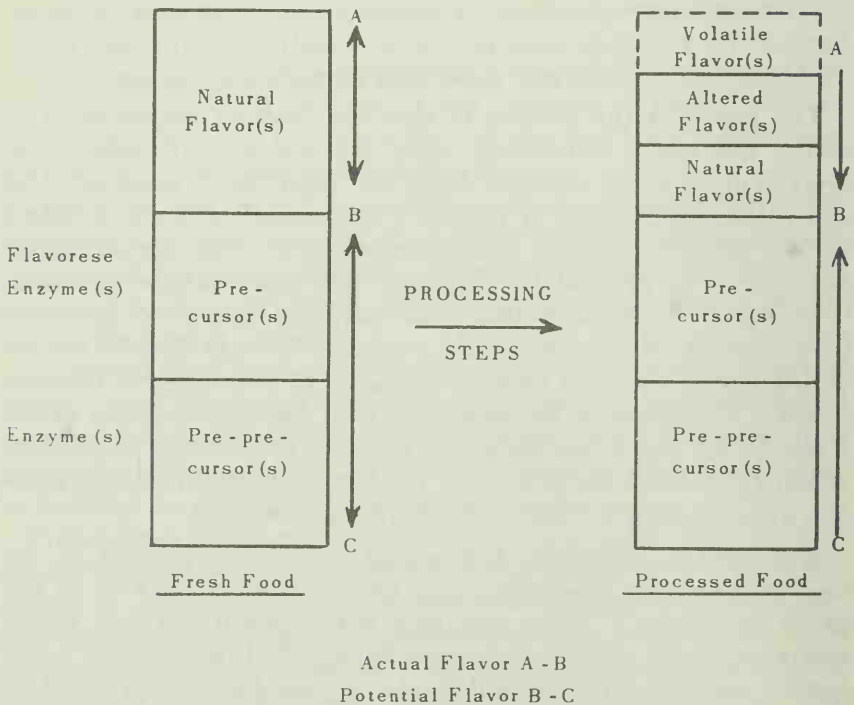 A
Natural
Flavor(s)
B
Flavorese
Enzyme(s)
Pre-
cursor(s)
Enzyme(s)
Pre-pre-
cursor(s)
C
Fresh Food
PROCESSING
STEPS
Volatile
Flavor(s)
A
Altered
Flavor(s)
Natural
Flavor(s)
B
Pre-
cursor(s)
Pre-pre-
cursor(s)
C
Processed Food
Actual Flavor A-B
Potential Flavor B-C